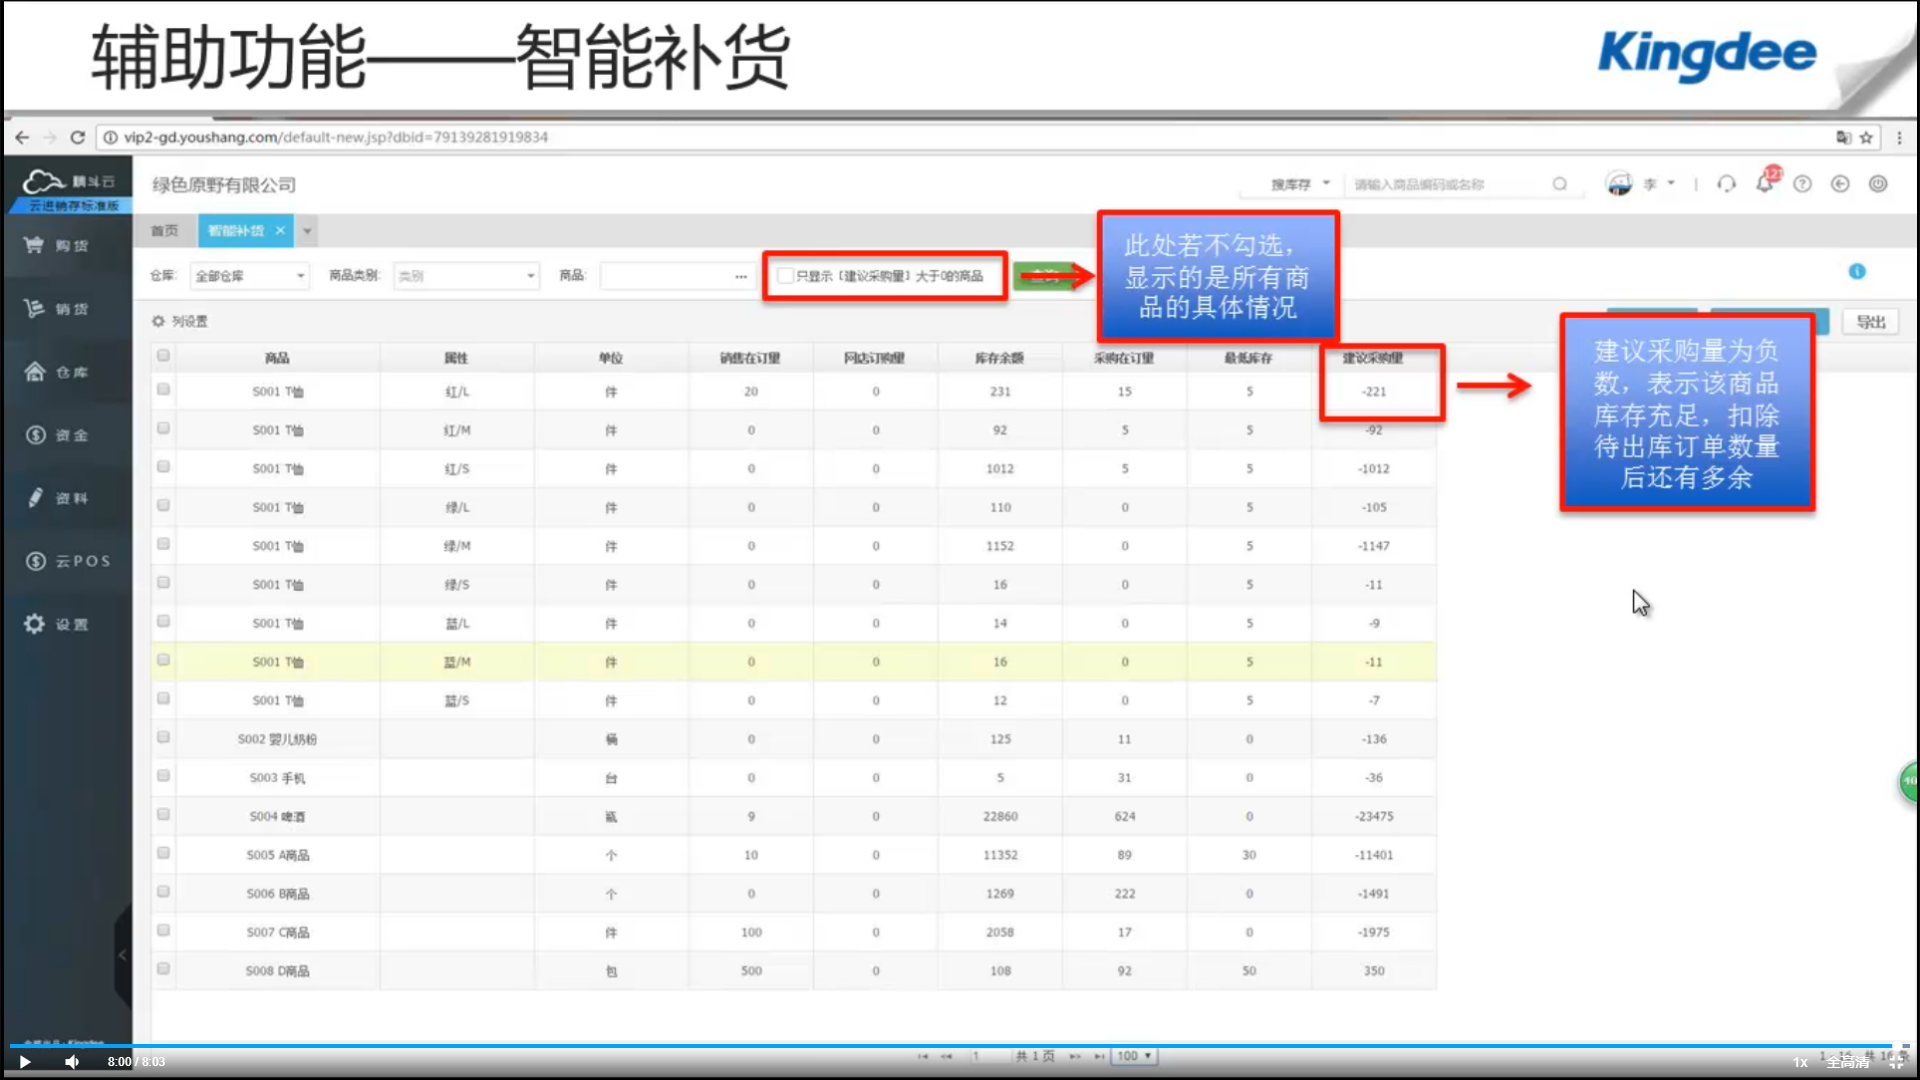 辅助功能——智能补货
Kingdee
vip2-gd.youshang.com/default-new.jsp?dbid=79139281919834
精斗云
云进销存标准版
绿色原野有限公司
搜库存
请输入商品编码或名称
李
121
购货
销货
仓库
资金
资料
云POS
设置
首页
智能补货
仓库:
全部仓库
商品类别:
类别
商品:
只显示〔建议采购量〕大于0的商品
查询
此处若不勾选，
显示的是所有商
品的具体情况
列设置
导出
建议采购量为负
数，表示该商品
库存充足，扣除
待出库订单数量
后还有多余
商品 属性 单位 销售在订量 网店订购量 库存余额 采购在订量 最低库存 建议采购量
S001 T恤 红/L 件 20 0 231 15 5 -221
S001 T恤 红/M 件 0 0 92 5 5 -92
S001 T恤 红/S 件 0 0 1012 5 5 -1012
S001 T恤 绿/L 件 0 0 110 0 5 -105
S001 T恤 绿/M 件 0 0 1152 0 5 -1147
S001 T恤 绿/S 件 0 0 16 0 5 -11
S001 T恤 蓝/L 件 0 0 14 0 5 -9
S001 T恤 蓝/M 件 0 0 16 0 5 -11
S001 T恤 蓝/S 件 0 0 12 0 5 -7
S002 婴儿奶粉 桶 0 0 125 11 0 -136
S003 手机 台 0 0 5 31 0 -36
S004 啤酒 瓶 9 0 22860 624 0 -23475
S005 A商品 个 10 0 11352 89 30 -11401
S006 B商品 个 0 0 1269 222 0 -1491
S007 C商品 件 100 0 2058 17 0 -1975
S008 D商品 包 500 0 108 92 50 350
1 共 1 页 100
8:00 / 8:03
1x 全高清